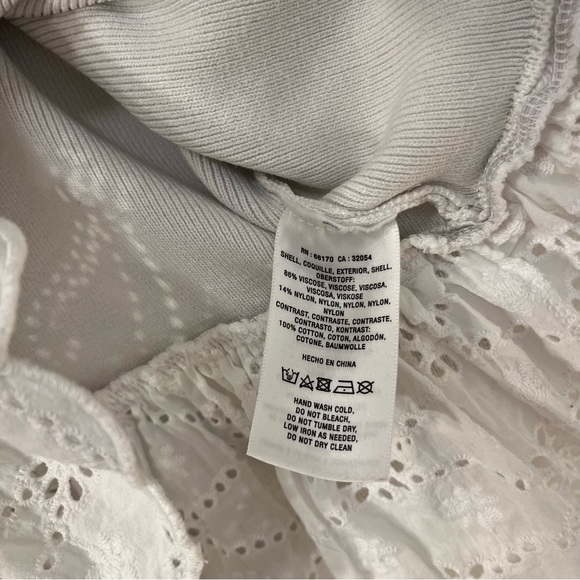 RN : 66170 CA : 32054
SHELL, COQUILLE, EXTERIOR, SHELL,
OBERSTOFF:
86% VISCOSE, VISCOSE, VISCOSA,
VISCOSA, VISKOSE
14% NYLON, NYLON, NYLON, NYLON,
NYLON
CONTRAST, CONTRASTE, CONTRASTE,
CONTRASTO, KONTRAST:
100% COTTON, COTON, ALGODÓN,
COTONE, BAUMWOLLE
HECHO EN CHINA
HAND WASH COLD,
DO NOT BLEACH,
DO NOT TUMBLE DRY,
LOW IRON AS NEEDED,
DO NOT DRY CLEAN